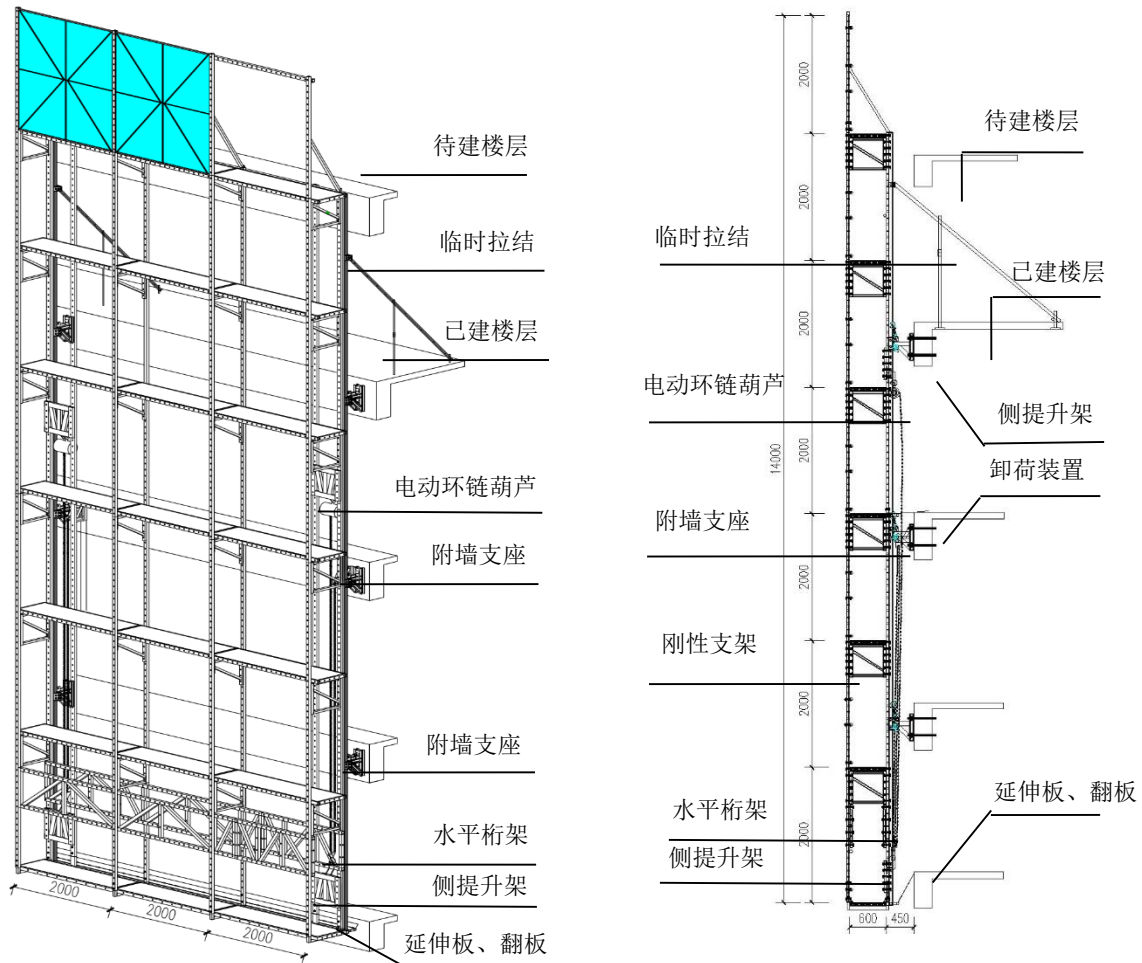 待建楼层
临时拉结
已建楼层
电动环链葫芦
附墙支座
附墙支座
水平桁架
侧提升架
延伸板、翻板
2000
2000
2000
待建楼层
临时拉结
已建楼层
电动环链葫芦
侧提升架
卸荷装置
附墙支座
刚性支架
延伸板、翻板
水平桁架
侧提升架
14000
2000
2000
2000
2000
2000
2000
2000
600
450